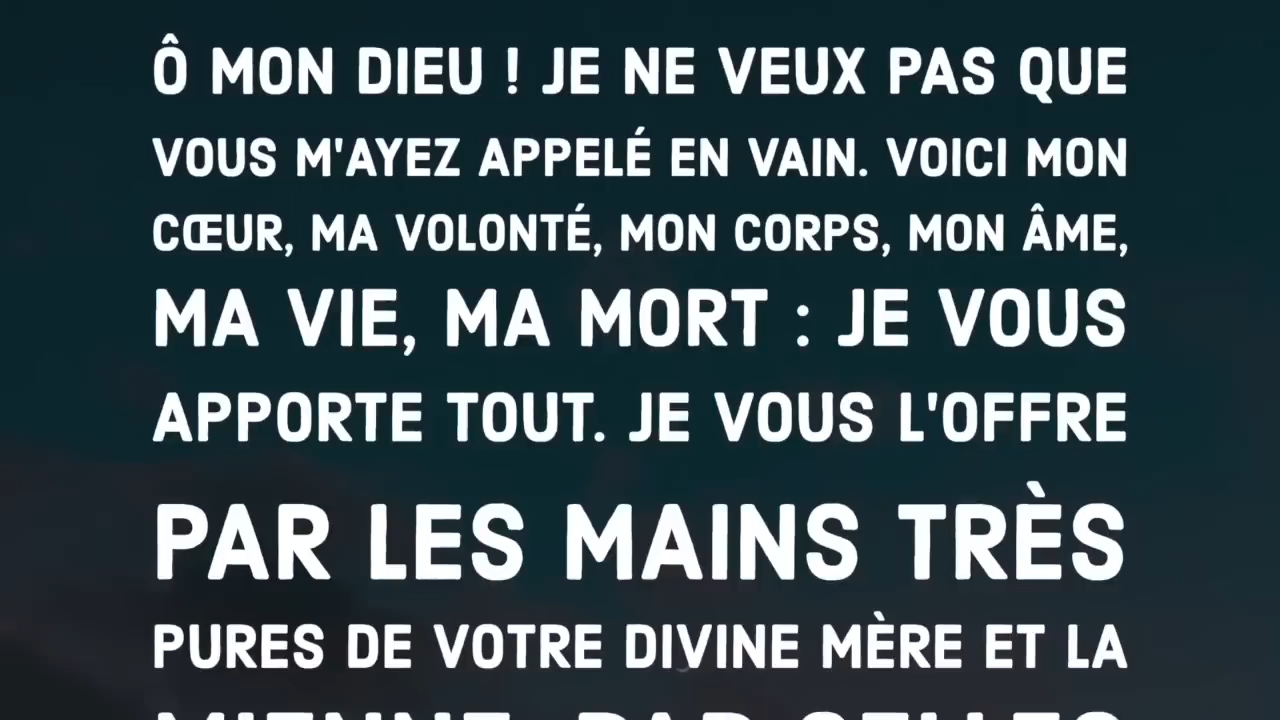 Ô MON DIEU ! JE NE VEUX PAS QUE
VOUS M'AYEZ APPELÉ EN VAIN. VOICI MON
CŒUR, MA VOLONTÉ, MON CORPS, MON ÂME,
MA VIE, MA MORT : JE VOUS
APPORTE TOUT. JE VOUS L'OFFRE
PAR LES MAINS TRÈS
PURES DE VOTRE DIVINE MÈRE ET LA